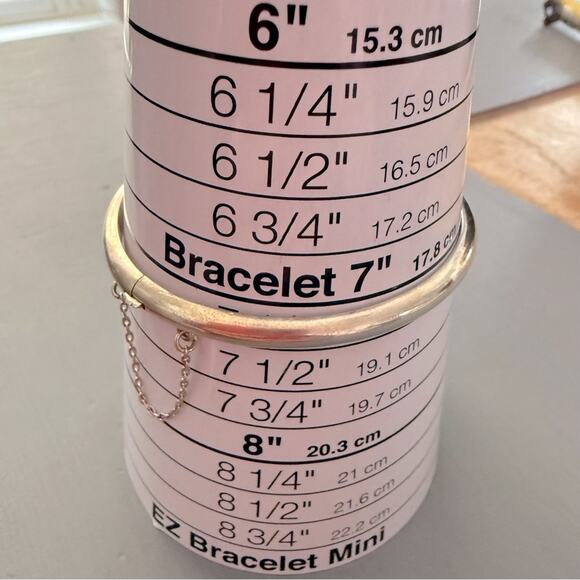 6" 15.3 cm
6 1/4" 15.9 cm
6 1/2" 16.5 cm
6 3/4" 17.2 cm
Bracelet 7" 17.8 cm
7 1/2" 19.1 cm
7 3/4" 19.7 cm
8" 20.3 cm
8 1/4" 21 cm
8 1/2" 21.6 cm
8 3/4" 22.2 cm
EZ Bracelet Mini